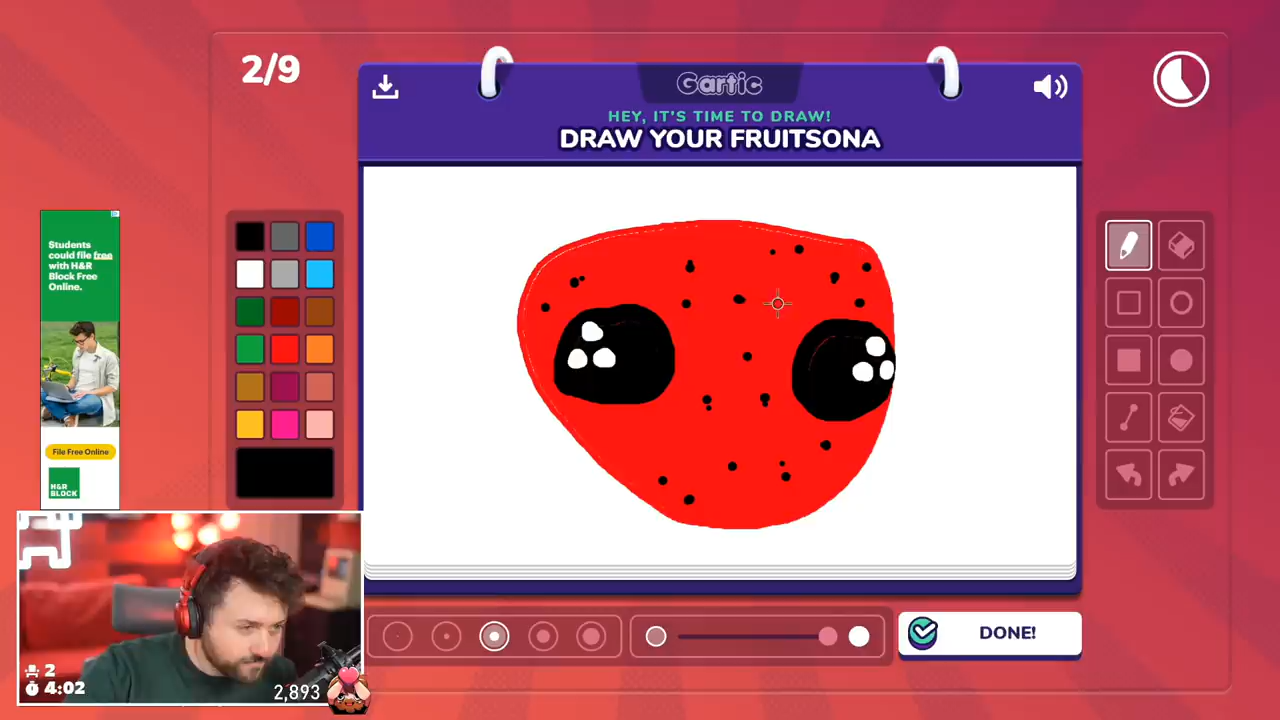 2/9
Gartic
HEY, IT'S TIME TO DRAW!
DRAW YOUR FRUITSONA
Students
could file free
with H&R
Block Free
Online.
File Free Online
H&R
BLOCK
2
4:02
2,893
DONE!